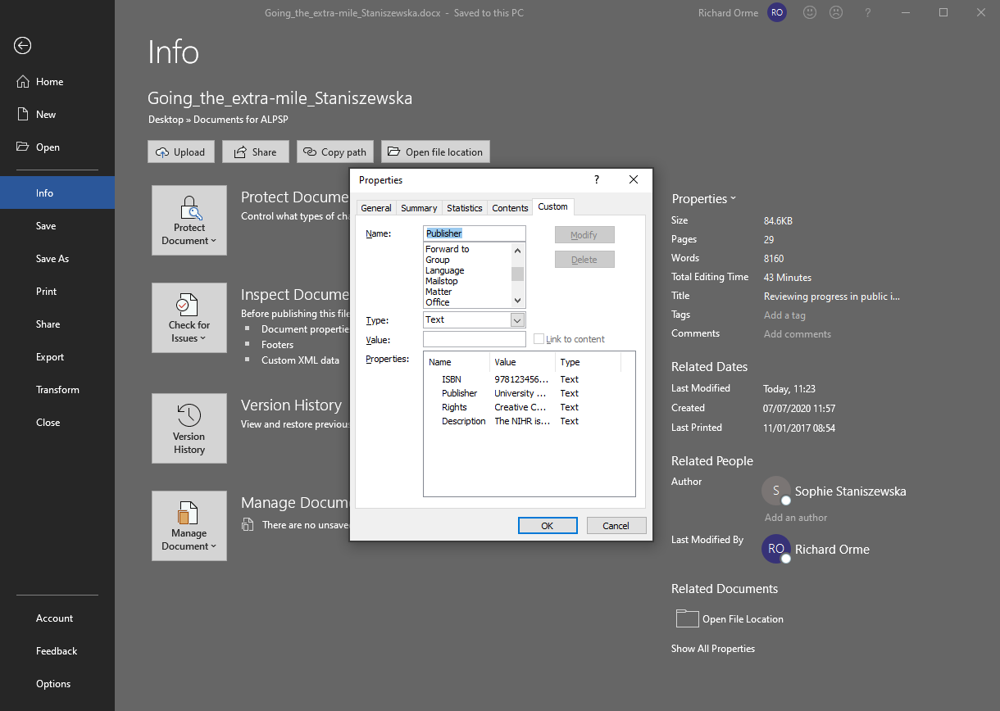 Going_the_extra-mile_Staniszewska.docx - Saved to this PC
Richard Orme RO ?
Home
New
Open
Info
Save
Save As
Print
Share
Export
Transform
Close
Account
Feedback
Options
Info
Going_the_extra-mile_Staniszewska
Desktop » Documents for ALPSP
Upload Share Copy path Open file location
Protect Document
Protect Docume
Control what types of cha
Check for Issues
Inspect Docume
Before publishing this file
Document propertie
Footers
Custom XML data
Version History
Version History
View and restore previous
Manage Document
Manage Docum
There are no unsave
Properties ?
General Summary Statistics Contents Custom
Name: Publisher
Modify
Delete
Forward to
Group
Language
Mailstop
Matter
Office
Type: Text
Value:
Link to content
Properties:
Name Value Type
ISBN 978123456... Text
Publisher University ... Text
Rights Creative C... Text
Description The NIHR is... Text
OK Cancel
Properties
Size 84.6KB
Pages 29
Words 8160
Total Editing Time 43 Minutes
Title Reviewing progress in public i...
Tags Add a tag
Comments Add comments
Related Dates
Last Modified Today, 11:23
Created 07/07/2020 11:57
Last Printed 11/01/2017 08:54
Related People
Author
S Sophie Staniszewska
Add an author
Last Modified By
RO Richard Orme
Related Documents
Open File Location
Show All Properties